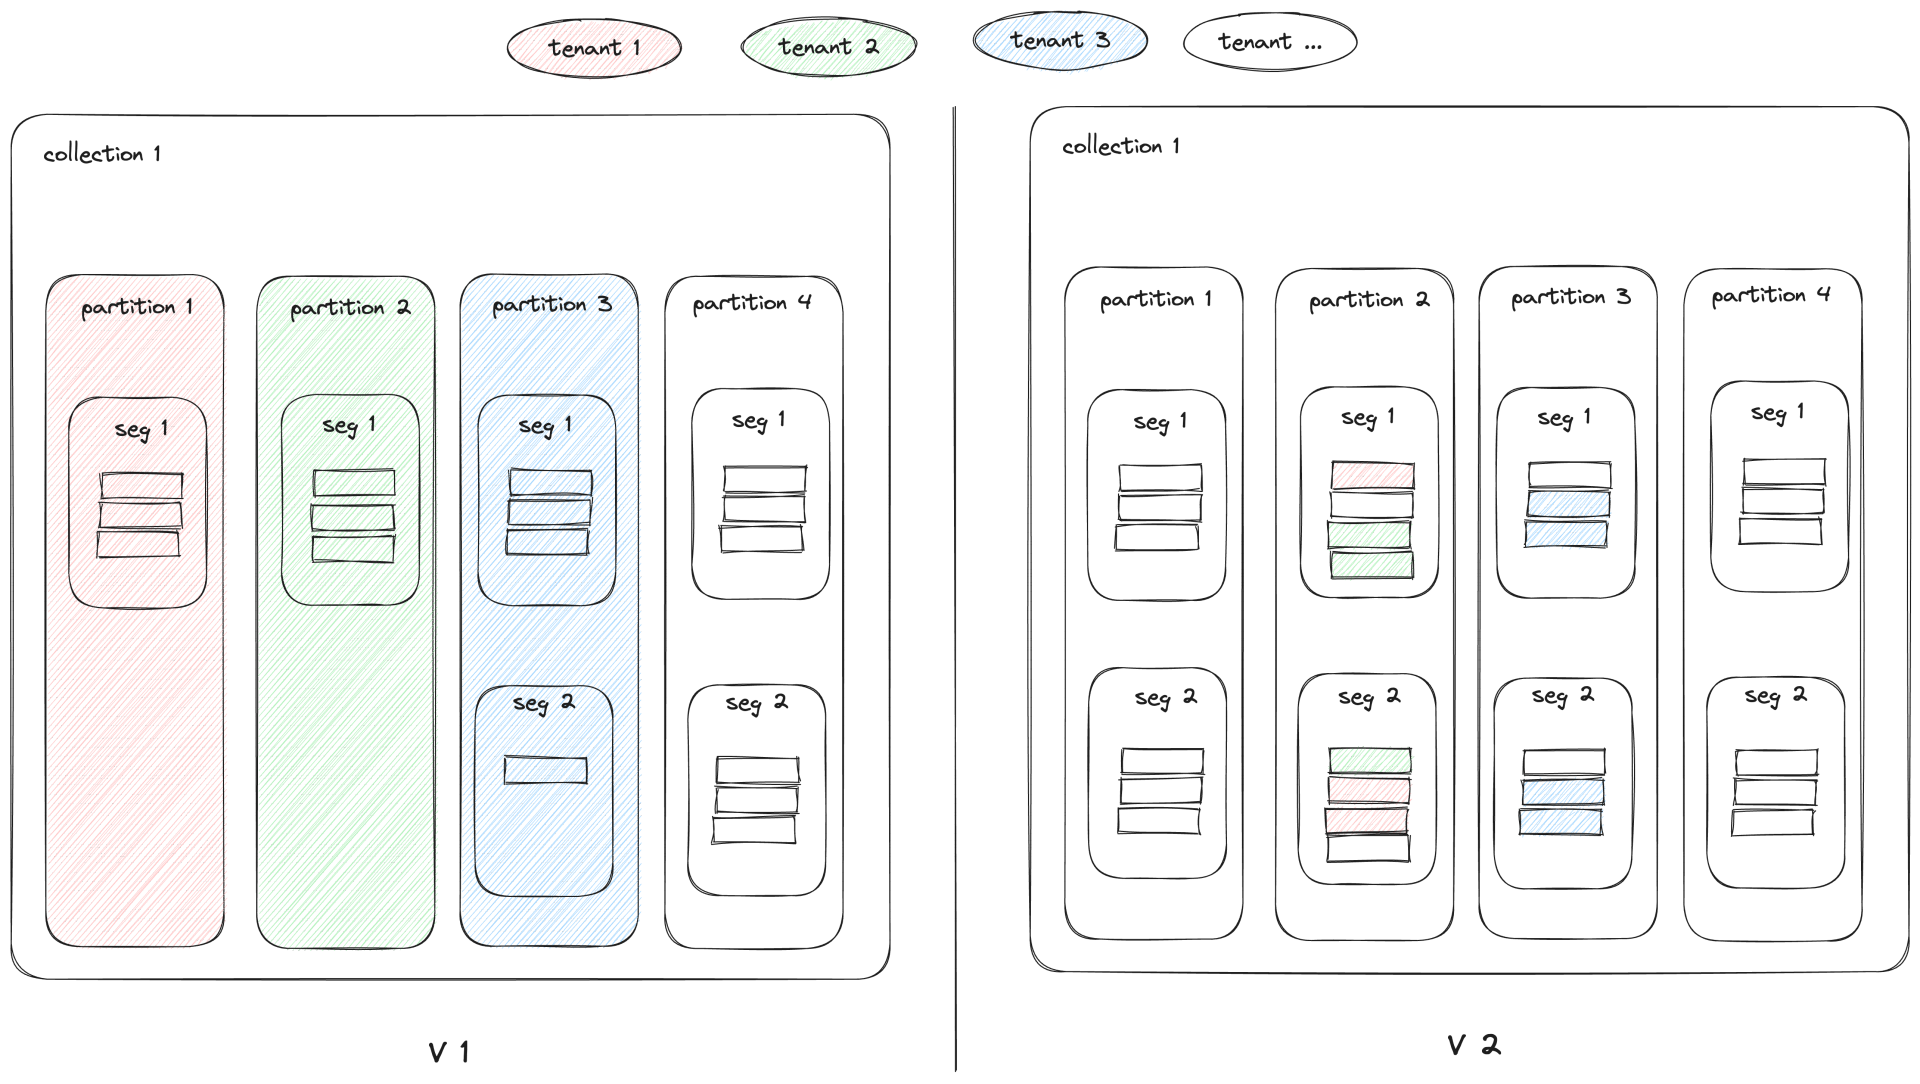 tenant 1
tenant 2
tenant 3
tenant ...
collection 1
partition 1
partition 2
partition 3
partition 4
seg 1
seg 1
seg 1
seg 1
seg 2
seg 2
V 1
collection 1
partition 1
partition 2
partition 3
partition 4
seg 1
seg 1
seg 1
seg 1
seg 2
seg 2
seg 2
seg 2
V 2